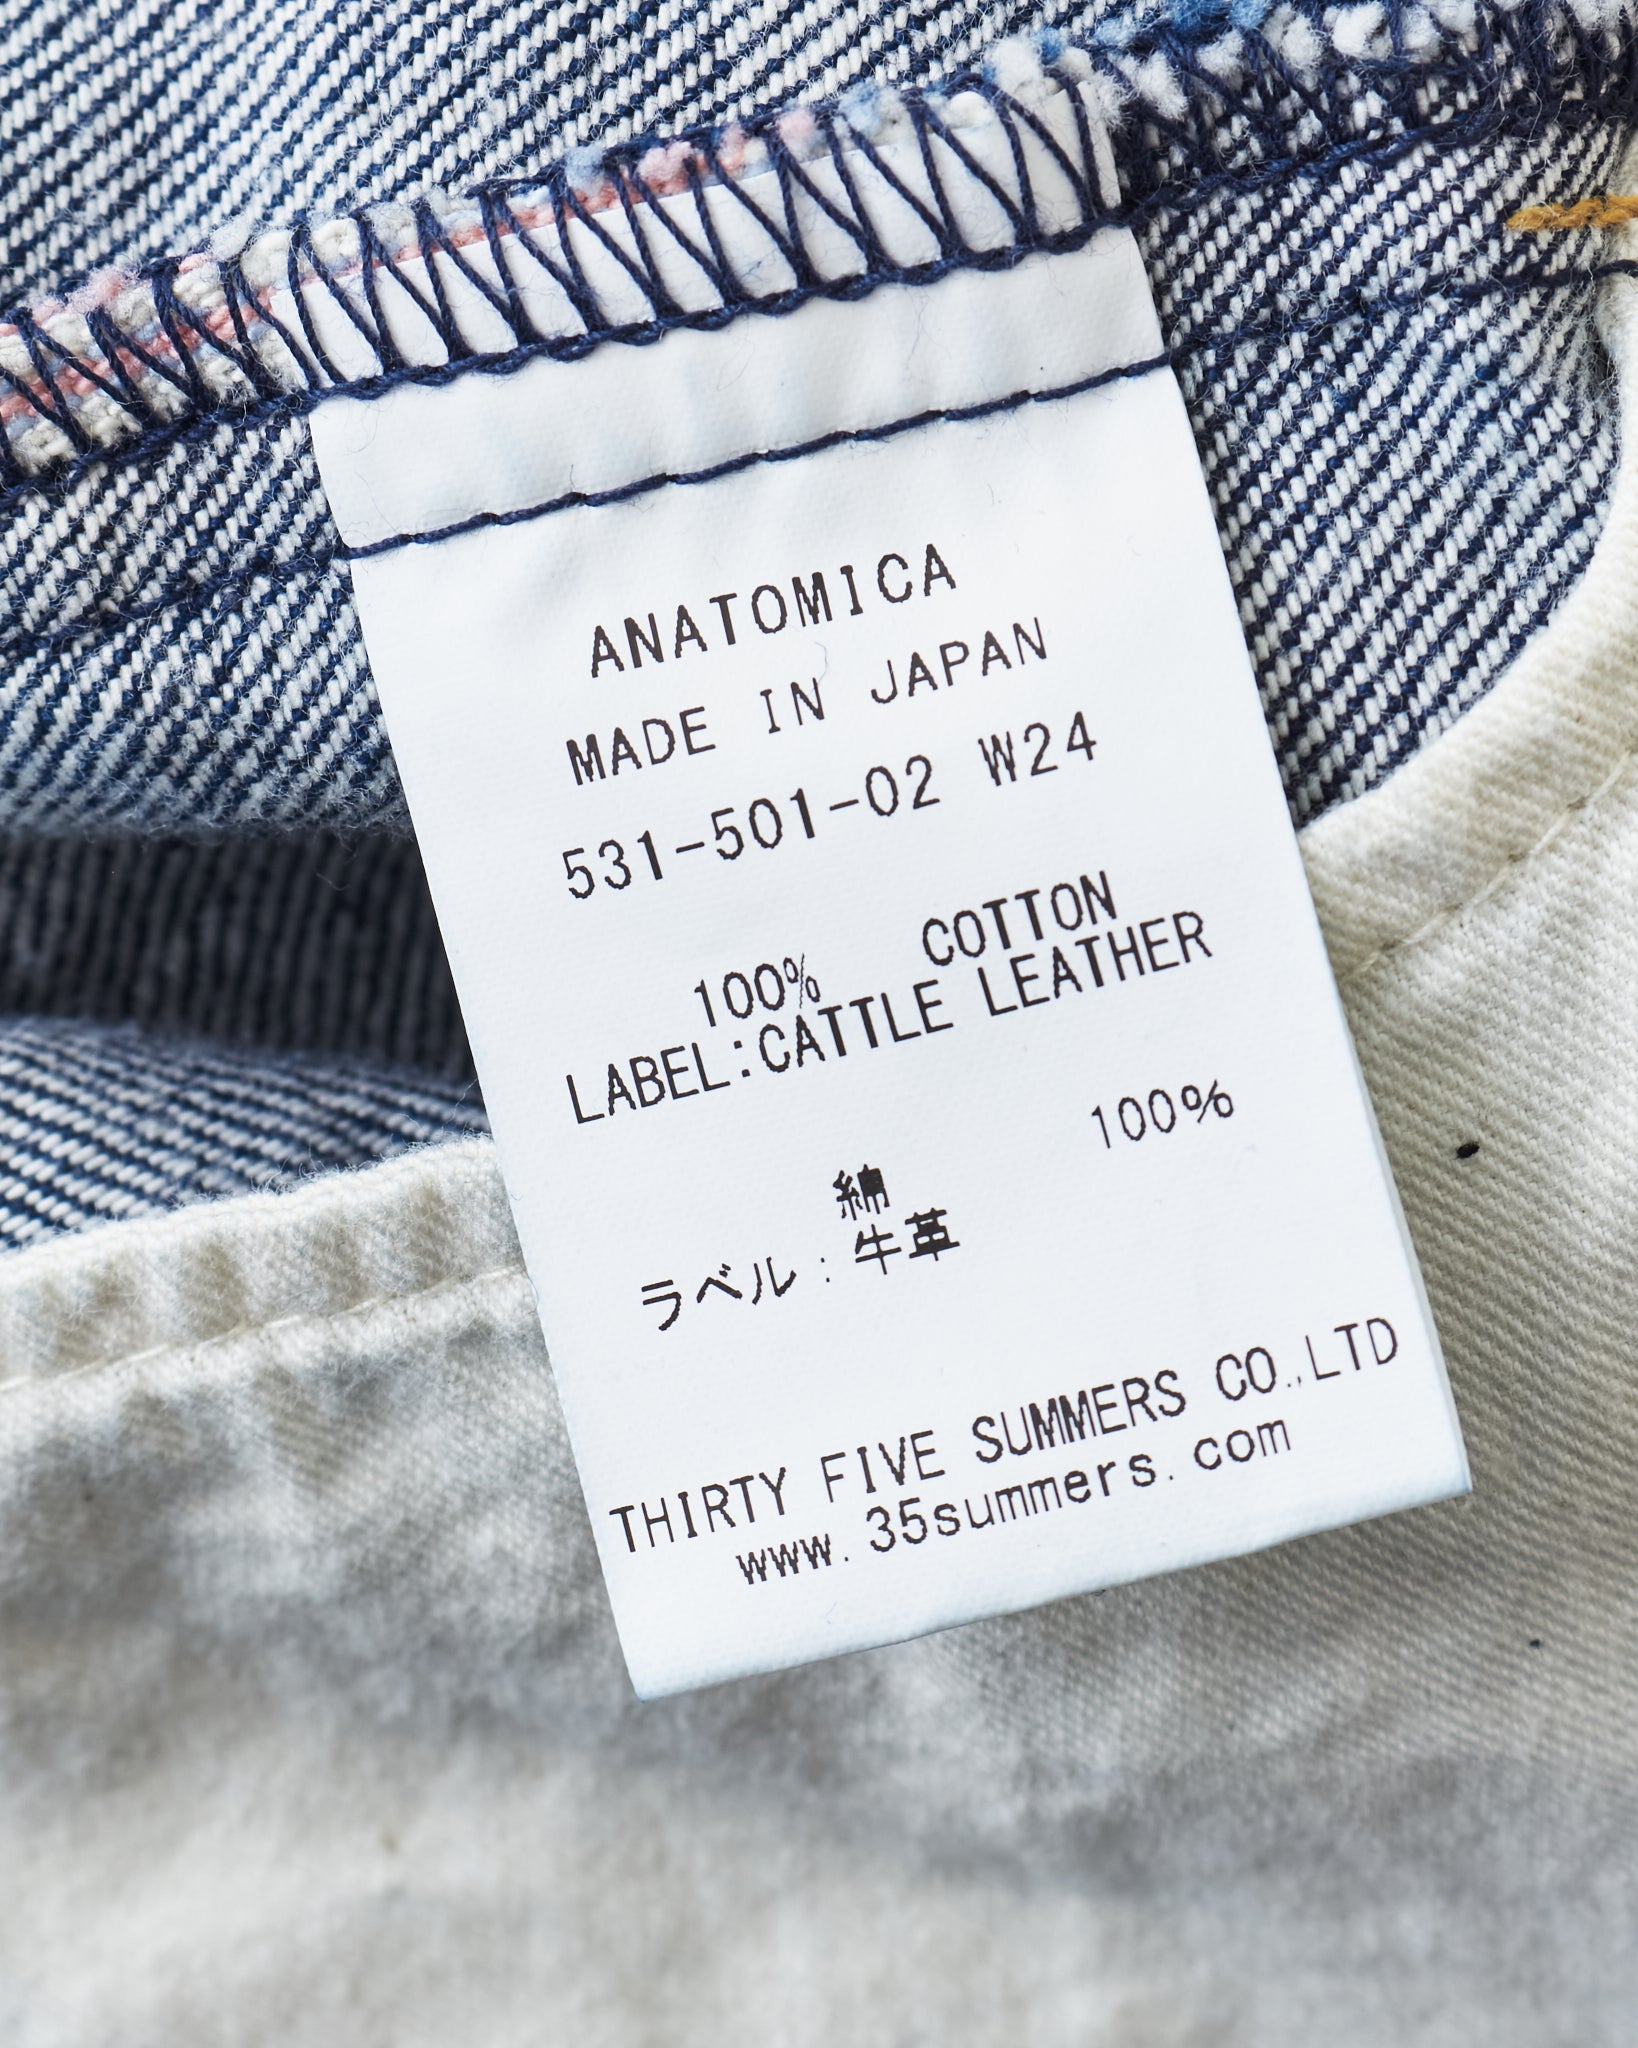 ANATOMICA
MADE IN JAPAN
531-501-02 W24
100% COTTON
LABEL:CATTLE LEATHER
綿 100%
ラベル：牛革
THIRTY FIVE SUMMERS CO.,LTD
www.35summers.com